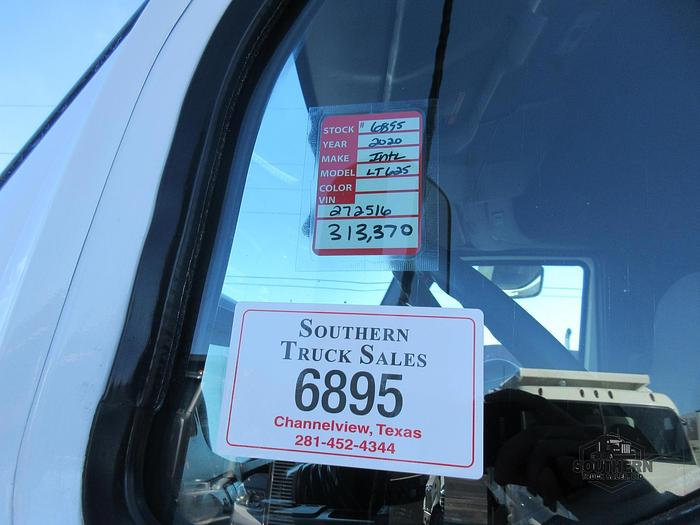 STOCK # 6895
YEAR 2020
MAKE Intl
MODEL LT625
COLOR
VIN
272516
313,370
SOUTHERN
TRUCK SALES
6895
Channelview, Texas
281-452-4344
SOUTHERN